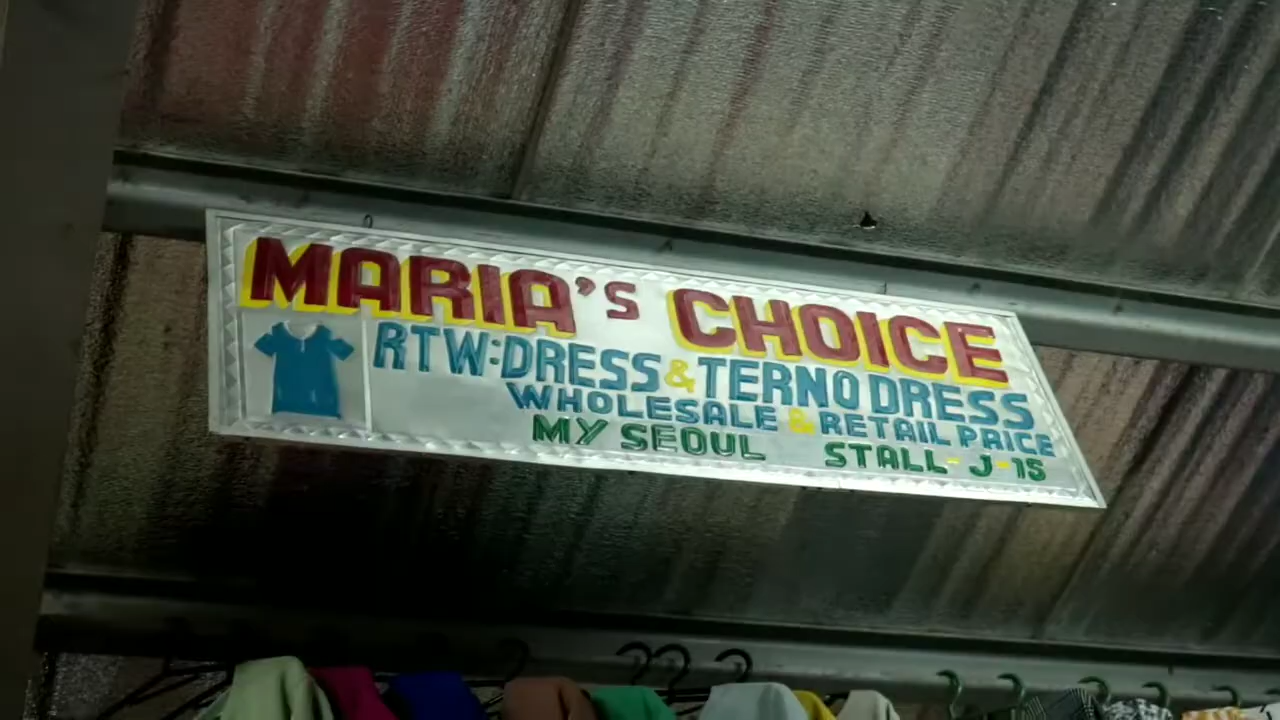 MARIA'S CHOICE
RTW:DRESS & TERNO DRESS
WHOLESALE & RETAIL PRICE
MY SEOUL STALL-J-15